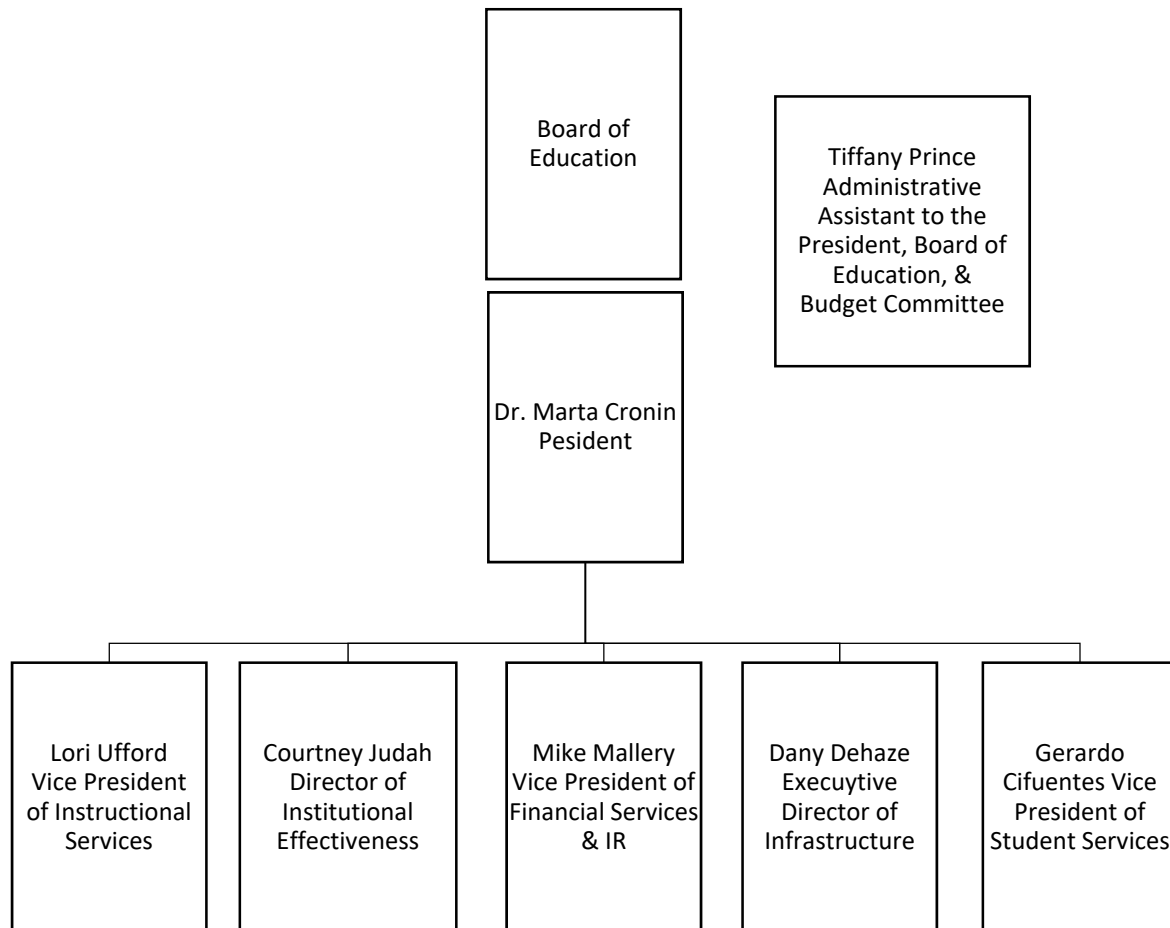 Board of
Education
Tiffany Prince
Administrative
Assistant to the
President, Board of
Education, &
Budget Committee
Dr. Marta Cronin
Pesident
Lori Ufford
Vice President
of Instructional
Services
Courtney Judah
Director of
Institutional
Effectiveness
Mike Mallery
Vice President of
Financial Services
& IR
Dany Dehaze
Execuytive
Director of
Infrastructure
Gerardo
Cifuentes Vice
President of
Student Services